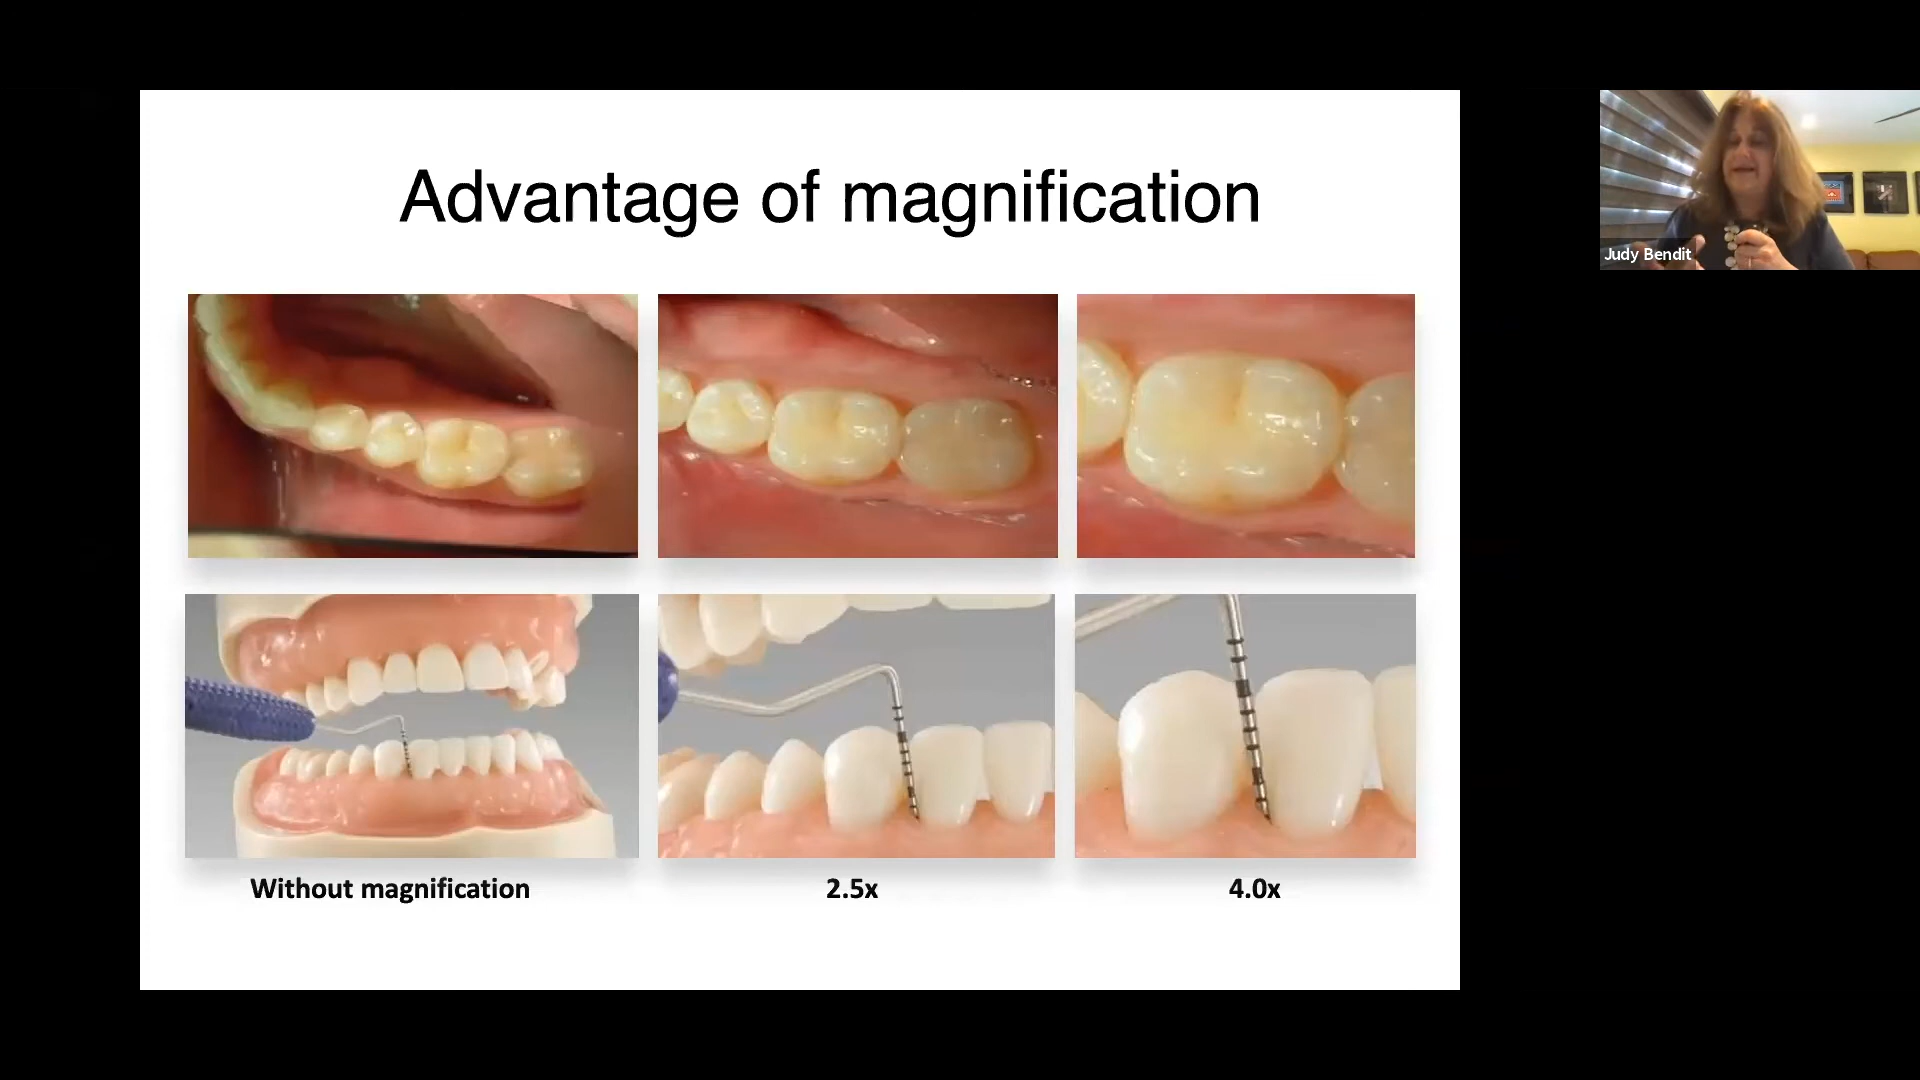 Advantage of magnification
Judy Bendit
Without magnification
2.5x
4.0x